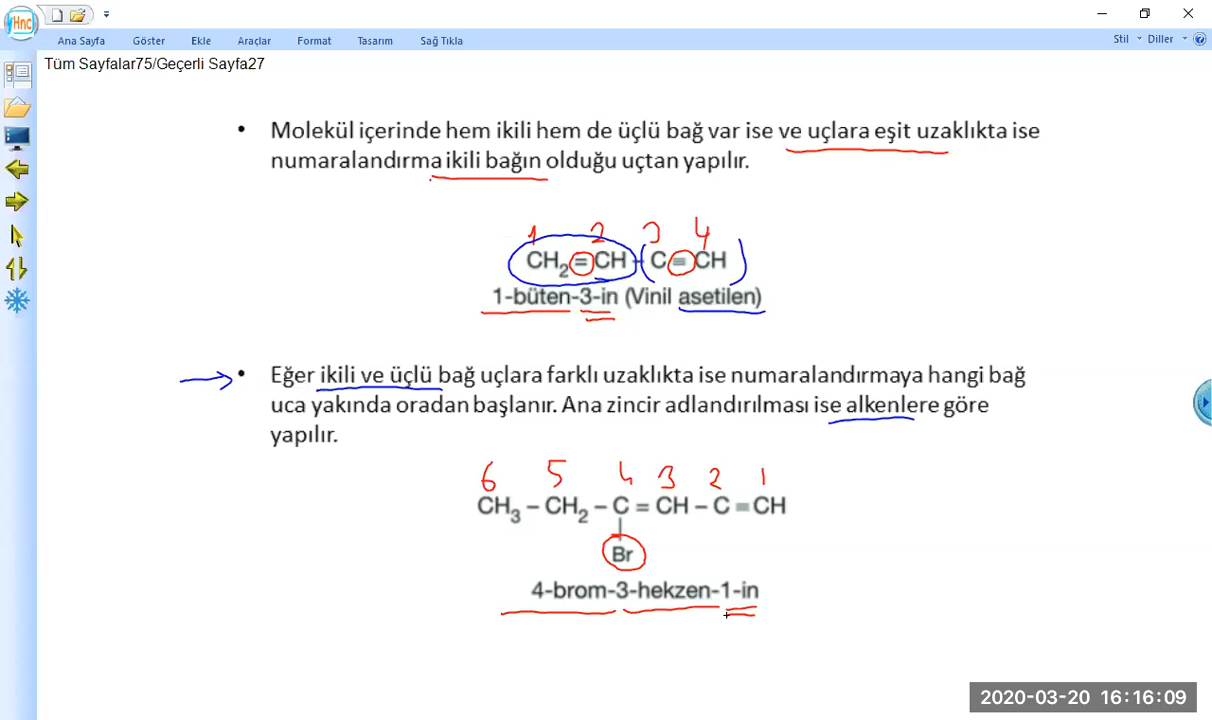 Hnc
Ana Sayfa Göster Ekle Araçlar Format Tasarım Sağ Tıkla Stil Diller
Tüm Sayfalar75/Geçerli Sayfa27
• Molekül içerinde hem ikili hem de üçlü bağ var ise ve uçlara eşit uzaklıkta ise
numaralandırma ikili bağın olduğu uçtan yapılır.
1 2 3 4
CH₂ = CH – C ≡ CH
1-büten-3-in (Vinil asetilen)
• Eğer ikili ve üçlü bağ uçlara farklı uzaklıkta ise numaralandırmaya hangi bağ
uca yakında oradan başlanır. Ana zincir adlandırılması ise alkenlere göre
yapılır.
6 5 4 3 2 1
CH₃ – CH₂ – C = CH – C ≡ CH
Br
4-brom-3-hekzen-1-in
2020-03-20 16:16:09